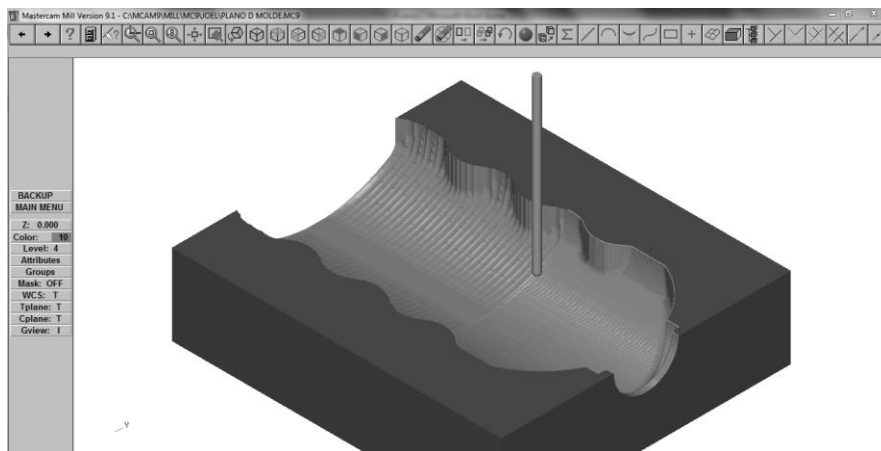 Mastercam Mill Version 9.1 - C:\MCAM9\MILL\MC9\JOEL\PLANO D MOLDE.MC9
BACKUP
MAIN MENU
Z: 0.000
Color: 10
Level: 4
Attributes
Groups
Mask: OFF
WCS: T
Tplane: T
Cplane: T
Gview: I
Y